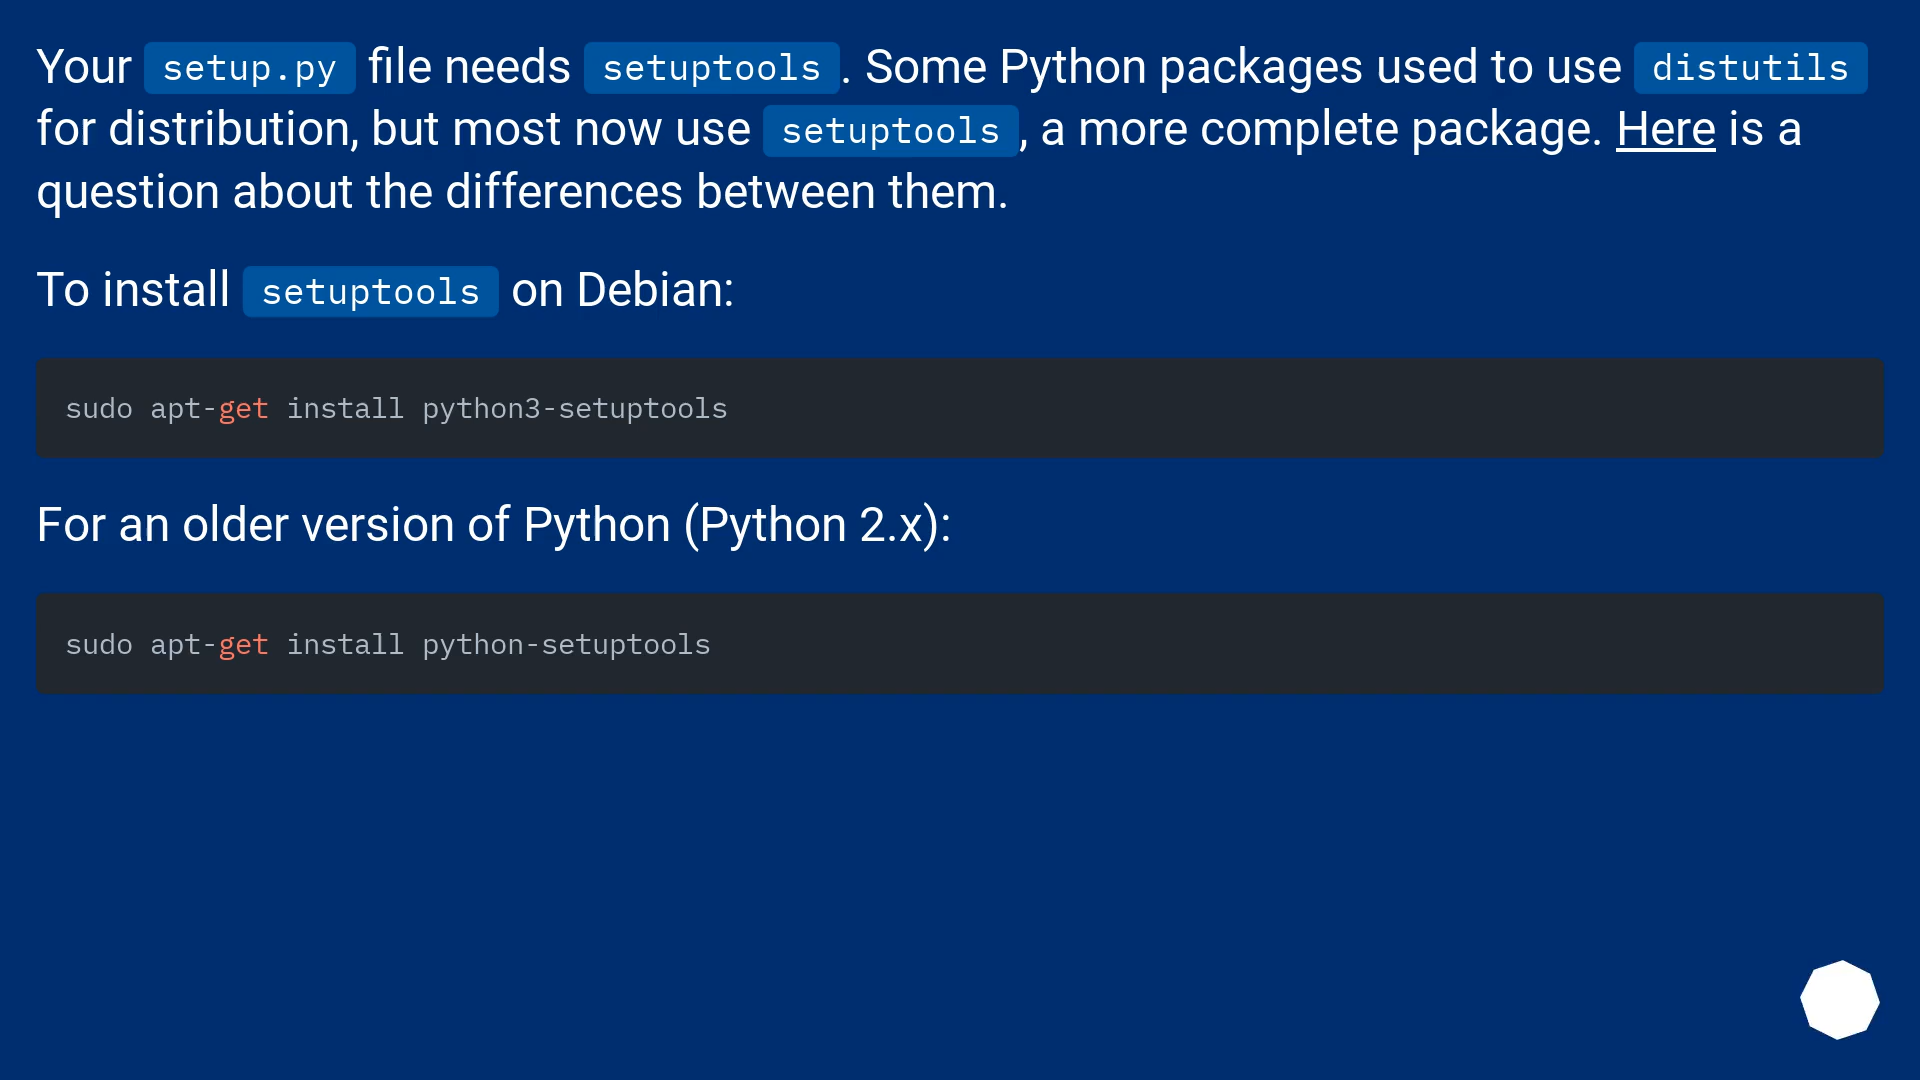 Your setup.py file needs setuptools. Some Python packages used to use distutils
for distribution, but most now use setuptools, a more complete package. Here is a
question about the differences between them.
To install setuptools on Debian:
sudo apt-get install python3-setuptools
For an older version of Python (Python 2.x):
sudo apt-get install python-setuptools